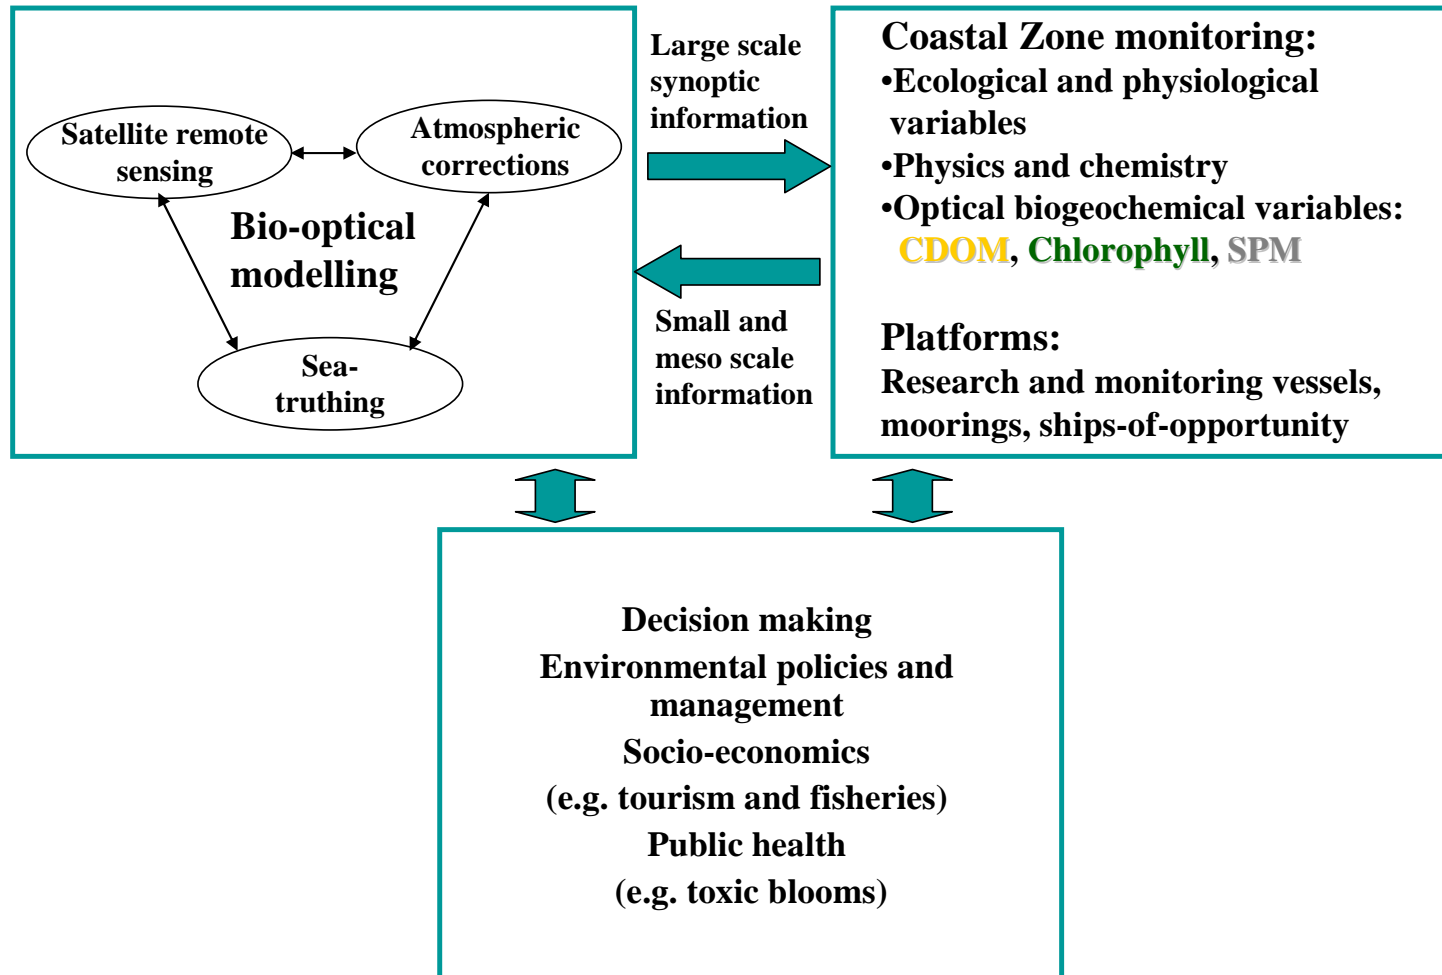 Satellite remote
sensing
Atmospheric
corrections
Bio-optical
modelling
Sea-
truthing
Large scale
synoptic
information
Small and
meso scale
information
Coastal Zone monitoring:
•Ecological and physiological
variables
•Physics and chemistry
•Optical biogeochemical variables:
CDOM, Chlorophyll, SPM
Platforms:
Research and monitoring vessels,
moorings, ships-of-opportunity
Decision making
Environmental policies and
management
Socio-economics
(e.g. tourism and fisheries)
Public health
(e.g. toxic blooms)